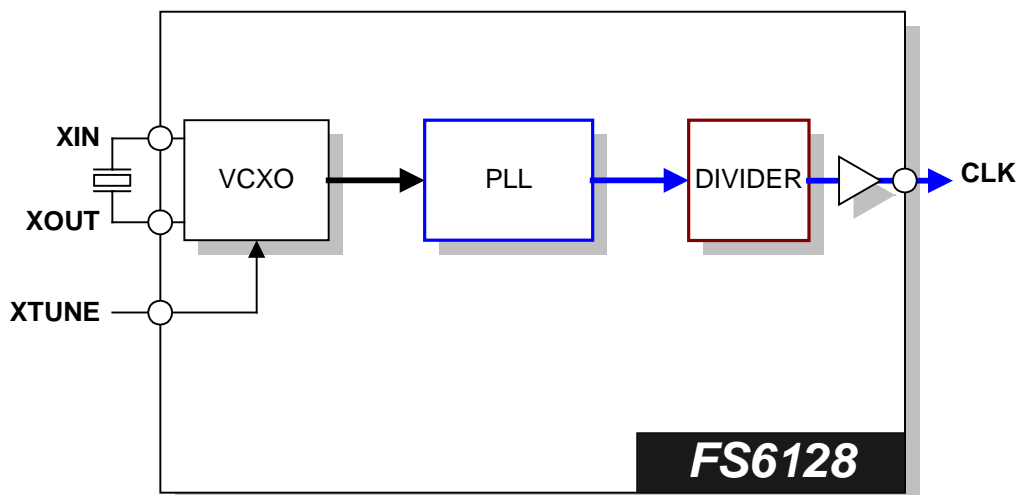 XIN
XOUT
XTUNE
VCXO
PLL
DIVIDER
CLK
FS6128